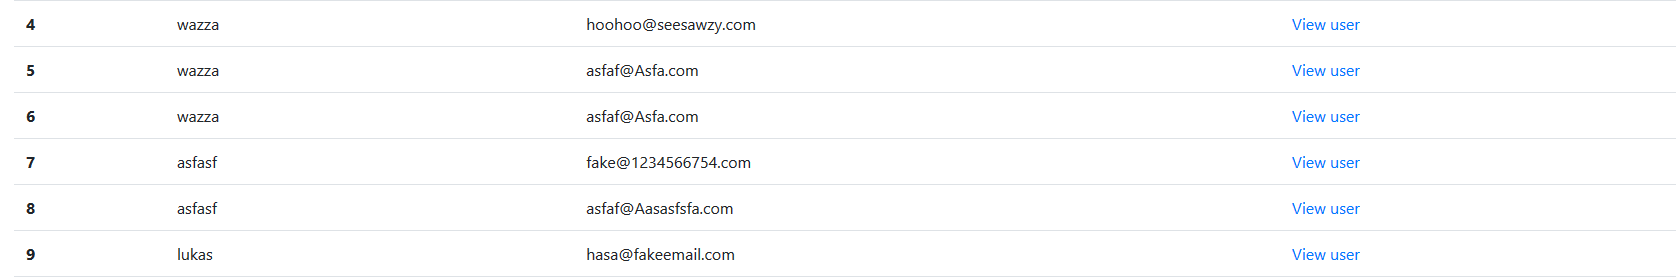 4 wazza hoohoo@seesawzy.com View user
5 wazza asfaf@Asfa.com View user
6 wazza asfaf@Asfa.com View user
7 asfasf fake@1234566754.com View user
8 asfasf asfaf@Aasasfsfa.com View user
9 lukas hasa@fakeemail.com View user